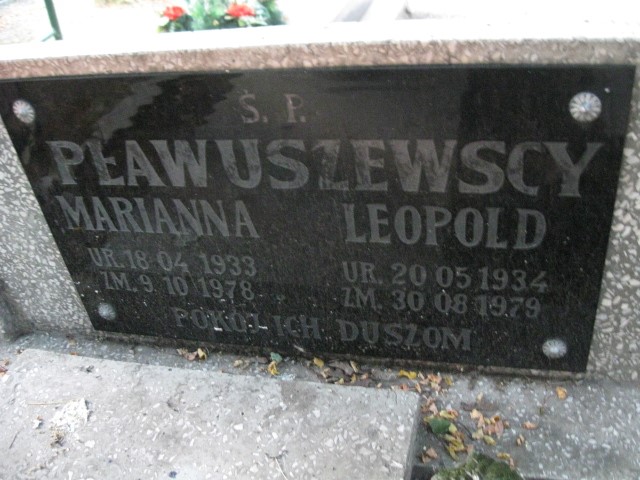 Ś. P.
PŁAWUSZEWSCY
MARIANNA
UR. 18 04 1933
ZM. 9 10 1978
LEOPOLD
UR. 20 05 1934
ZM. 30 08 1979
POKÓJ ICH DUSZOM